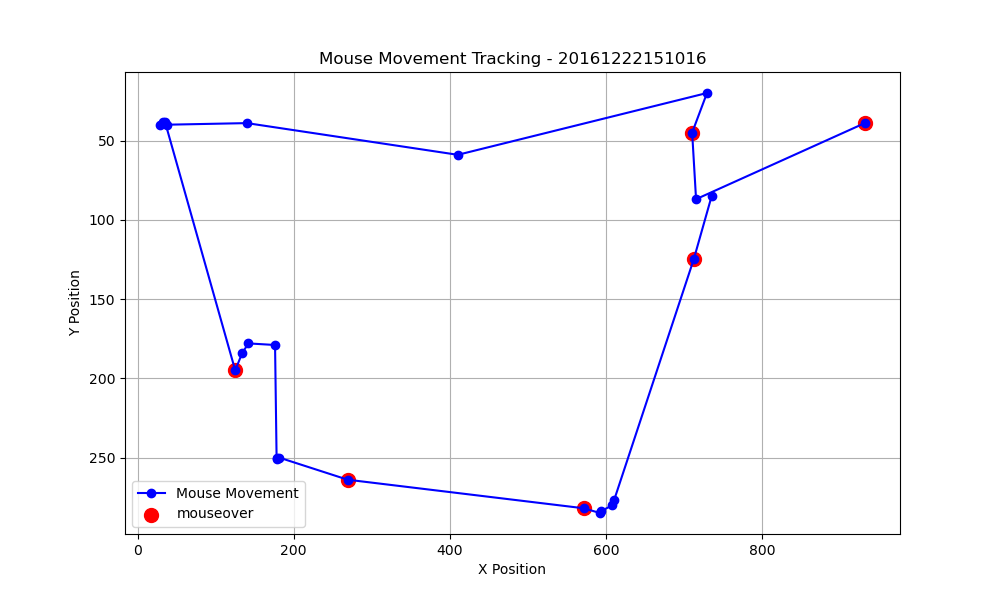 Mouse Movement Tracking - 20161222151016
50
100
150
200
250
Y Position
Mouse Movement
mouseover
0
200
400
600
800
X Position